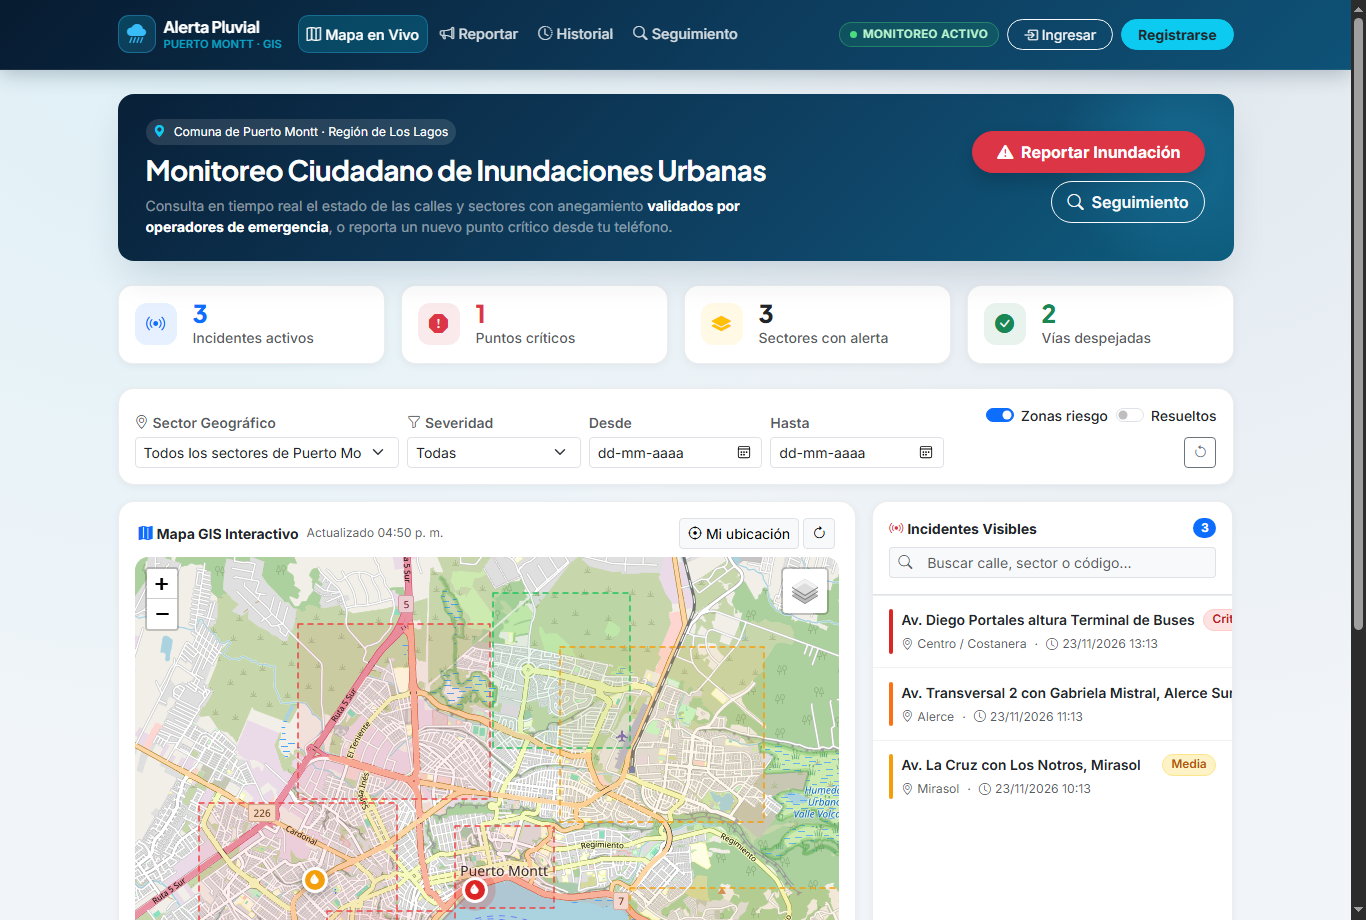 Alerta Pluvial
PUERTO MONTT · GIS
Mapa en Vivo
Reportar
Historial
Seguimiento
MONITOREO ACTIVO
Ingresar
Registrarse
Comuna de Puerto Montt · Región de Los Lagos
Monitoreo Ciudadano de Inundaciones Urbanas
Consulta en tiempo real el estado de las calles y sectores con anegamiento validados por
operadores de emergencia, o reporta un nuevo punto crítico desde tu teléfono.
Reportar Inundación
Seguimiento
3
Incidentes activos
1
Puntos críticos
3
Sectores con alerta
2
Vías despejadas
Sector Geográfico
Todos los sectores de Puerto Mo
Severidad
Todas
Desde
dd-mm-aaaa
Hasta
dd-mm-aaaa
Zonas riesgo
Resueltos
Mapa GIS Interactivo
Actualizado 04:50 p. m.
Mi ubicación
+
−
5
Ruta 5 Sur
El Teniente
226
Cardonal
Ruta 5 Sur
Puerto Montt
Regimiento
Regimiento
7
Incidentes Visibles
3
Buscar calle, sector o código...
Av. Diego Portales altura Terminal de Buses
Crít
Centro / Costanera · 23/11/2026 13:13
Av. Transversal 2 con Gabriela Mistral, Alerce Sur
Alerce · 23/11/2026 11:13
Av. La Cruz con Los Notros, Mirasol
Media
Mirasol · 23/11/2026 10:13